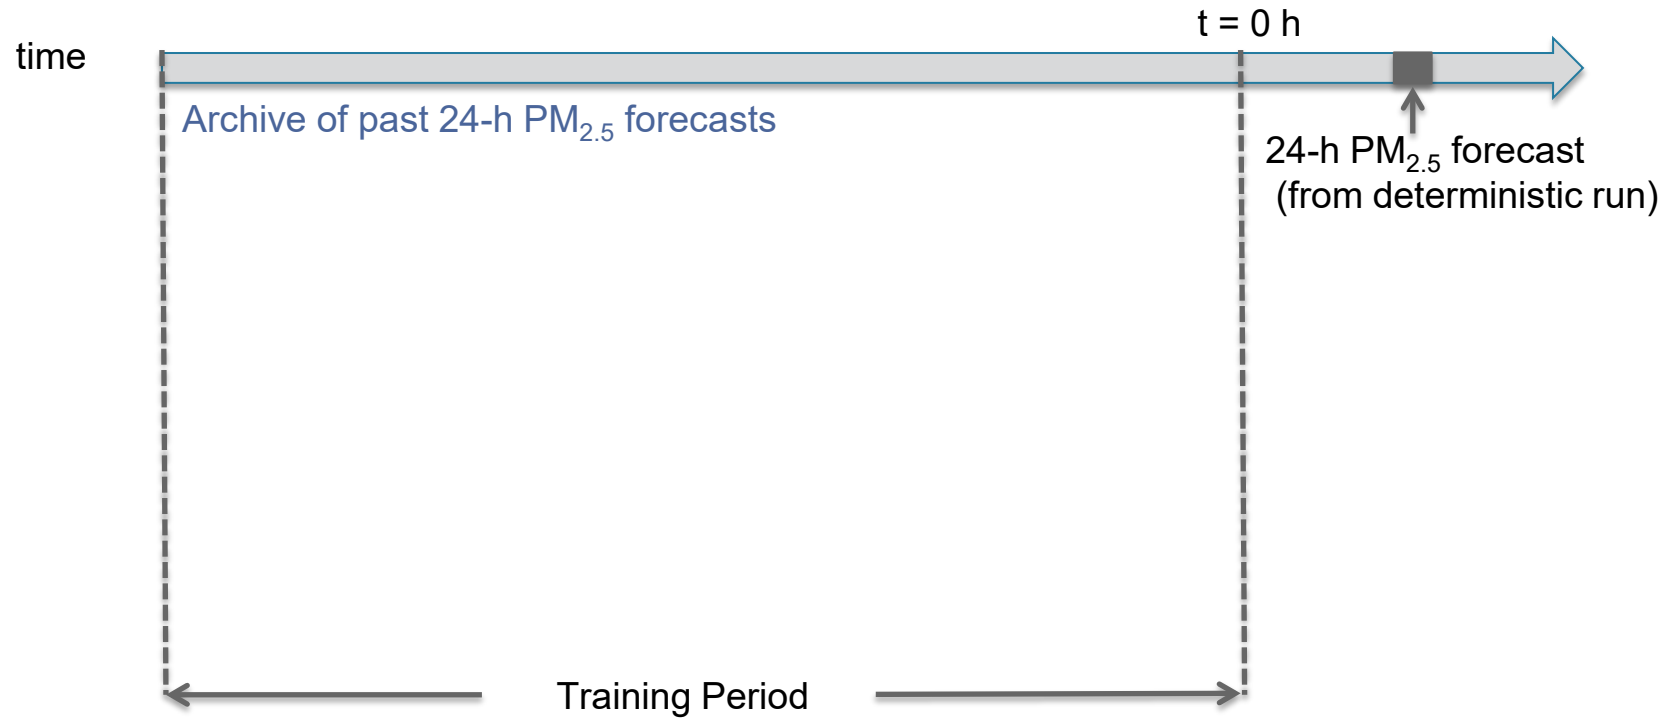 t = 0 h
time
Archive of past 24-h PM2.5 forecasts
24-h PM2.5 forecast
(from deterministic run)
Training Period